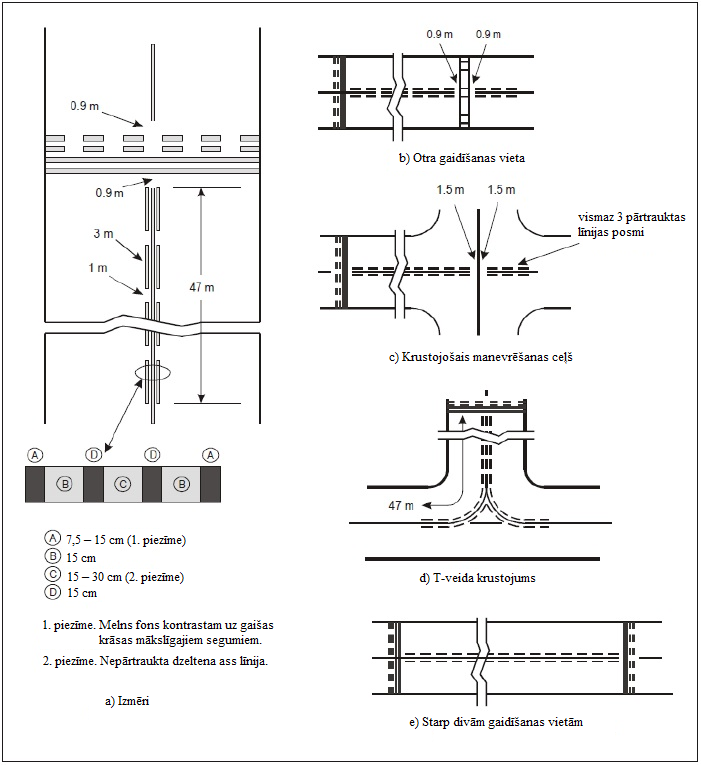 0.9 m
0.9 m
3 m
1 m
47 m
A
D
D
A
B
C
B
A 7,5 – 15 cm (1. piezīme)
B 15 cm
C 15 – 30 cm (2. piezīme)
D 15 cm
1. piezīme. Melns fons kontrastam uz gaišas
krāsas mākslīgajiem segumiem.
2. piezīme. Nepārtraukta dzeltena ass līnija.
a) Izmēri
0.9 m 0.9 m
b) Otra gaidīšanas vieta
1.5 m 1.5 m
vismaz 3 pārtrauktas
līnijas posmi
c) Krustojošais manevrēšanas ceļš
47 m
d) T-veida krustojums
e) Starp divām gaidīšanas vietām